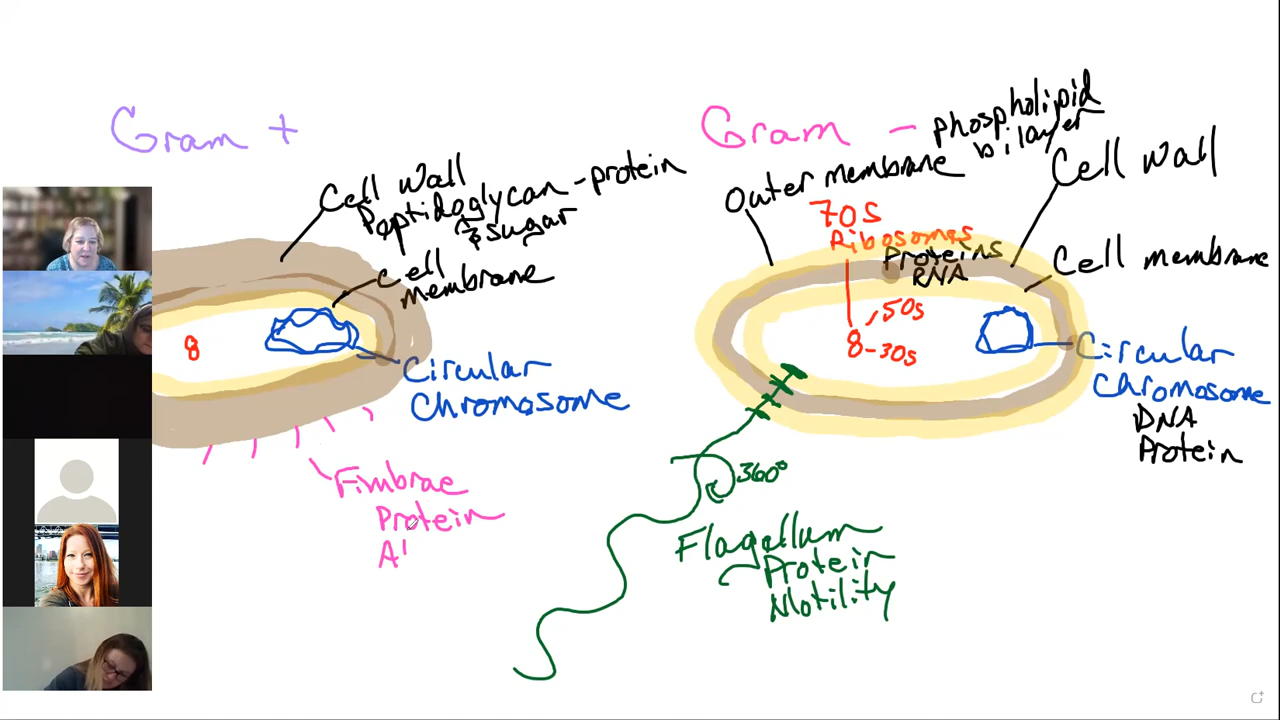 Gram +
Cell Wall
Peptidoglycan - protein
& sugar
Cell
membrane
8
Circular
Chromosome
Fimbrae
Protein
A
Gram -
phospholipid
bilayer
Outer membrane
Cell Wall
70s
Ribosomes
Proteins
RNA
Cell membrane
50s
8-30s
Circular
Chromosome
DNA
Protein
360°
Flagellum
Protein
Motility